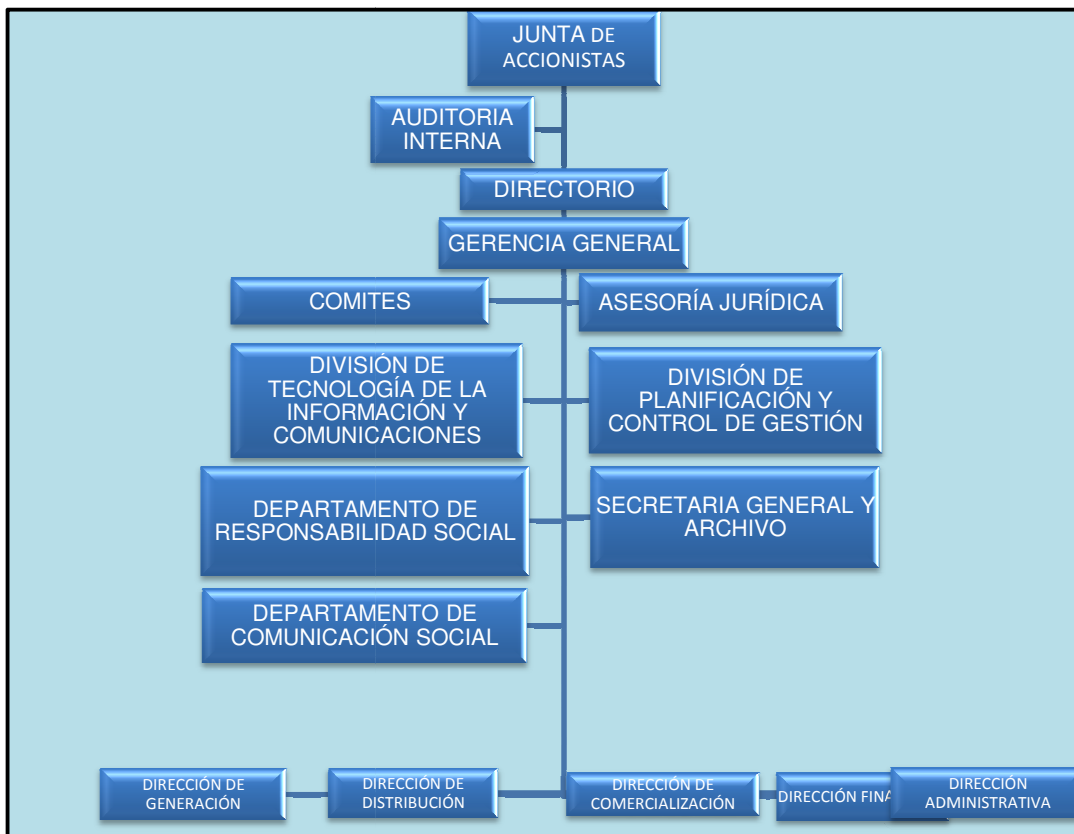 JUNTA DE
ACCIONISTAS
AUDITORIA
INTERNA
DIRECTORIO
GERENCIA GENERAL
COMITES
ASESORÍA JURÍDICA
DIVISIÓN DE
TECNOLOGÍA DE LA
INFORMACIÓN Y
COMUNICACIONES
DIVISIÓN DE
PLANIFICACIÓN Y
CONTROL DE GESTIÓN
DEPARTAMENTO DE
RESPONSABILIDAD SOCIAL
SECRETARIA GENERAL Y
ARCHIVO
DEPARTAMENTO DE
COMUNICACIÓN SOCIAL
DIRECCIÓN DE
GENERACIÓN
DIRECCIÓN DE
DISTRIBUCIÓN
DIRECCIÓN DE
COMERCIALIZACIÓN
DIRECCIÓN
DIRECCIÓN
ADMINISTRATIVA